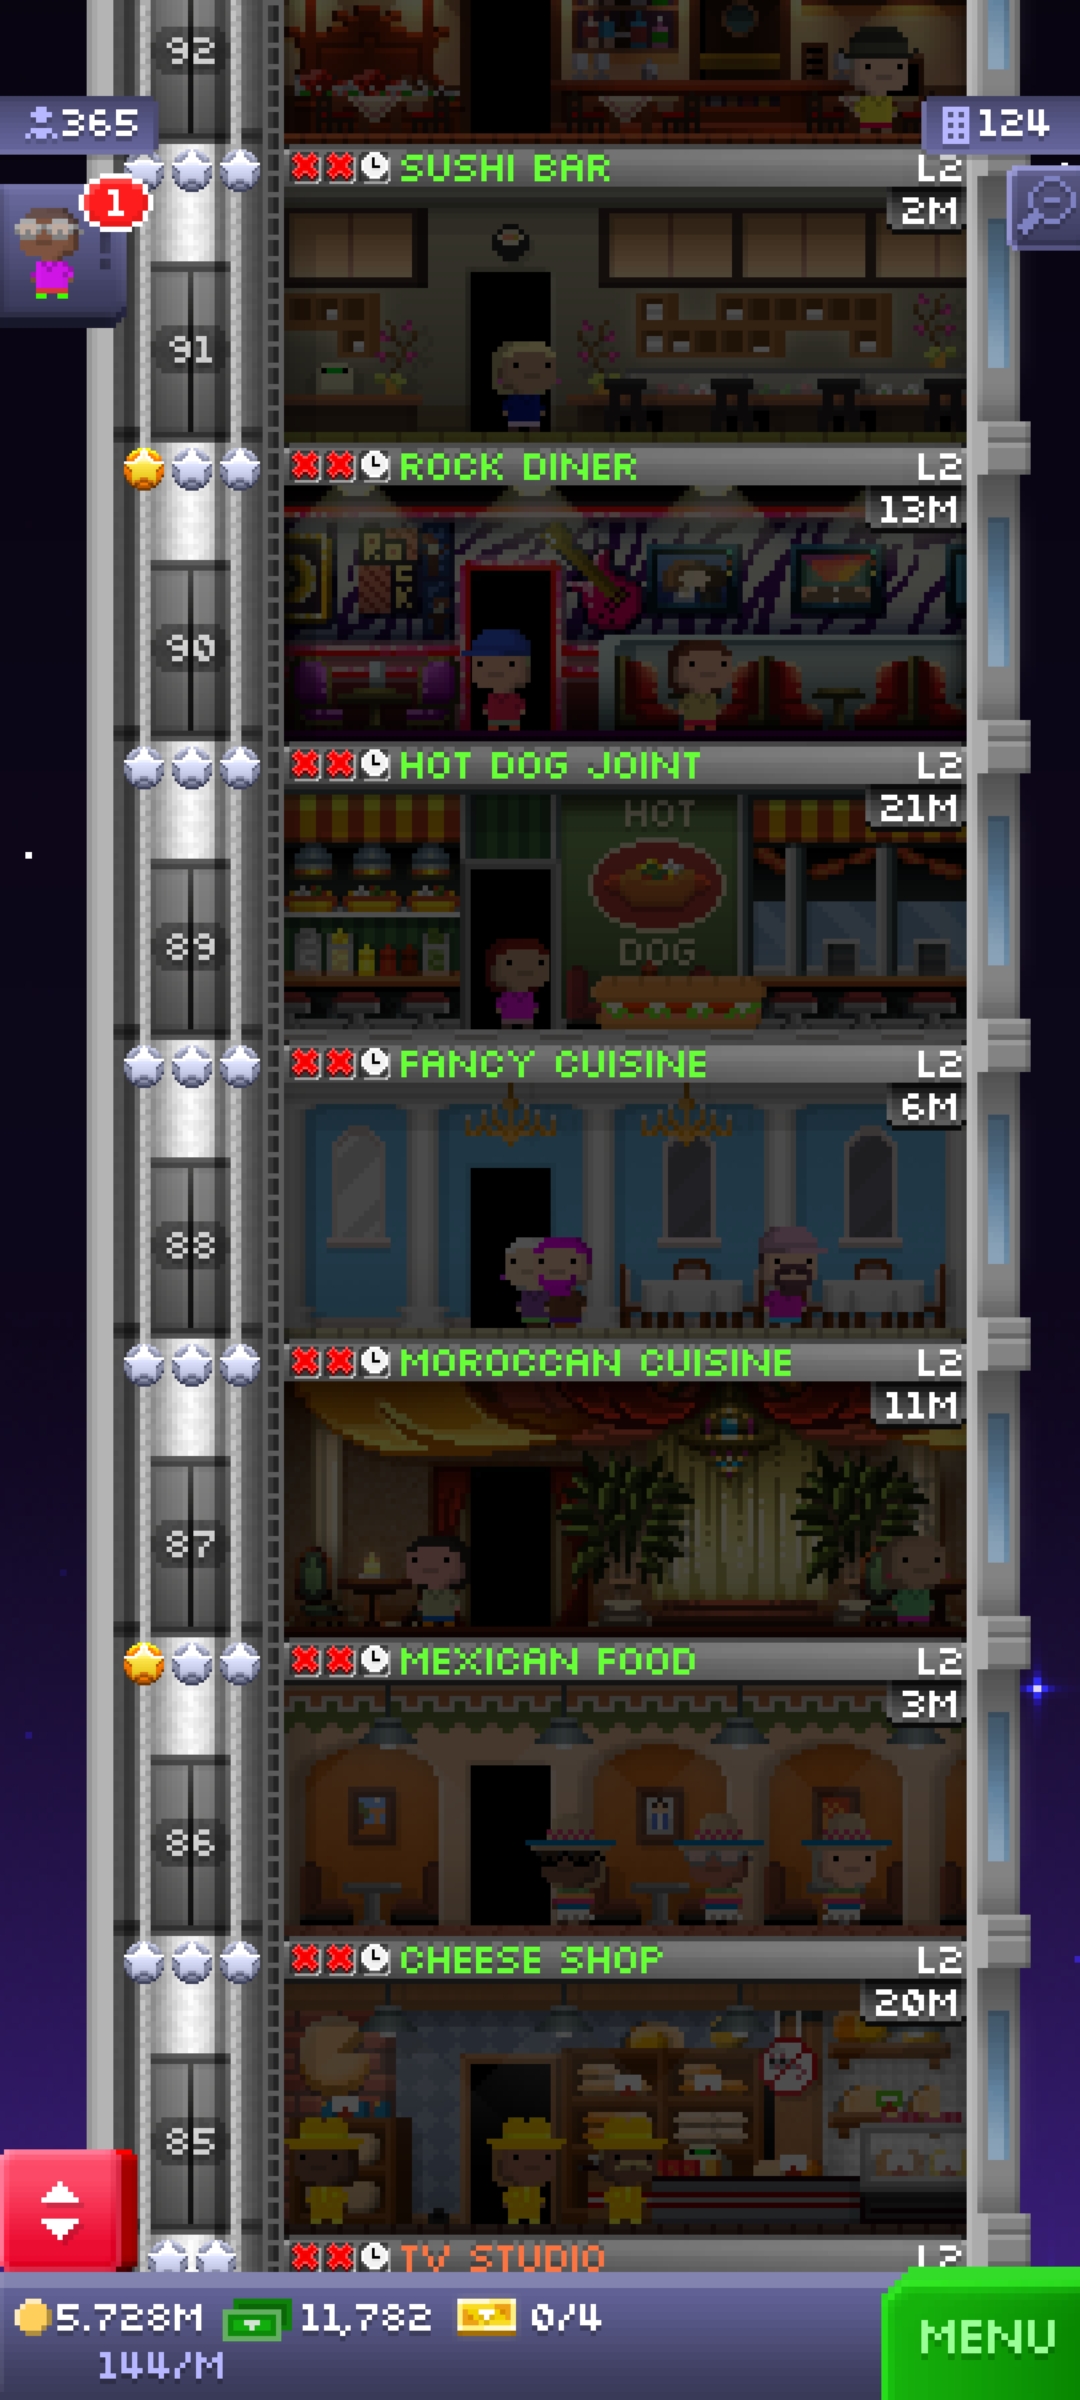 92
365
124
SUSHI BAR L2
1
2M
91
ROCK DINER L2
13M
ROCK
90
HOT DOG JOINT L2
21M
HOT
DOG
89
FANCY CUISINE L2
6M
88
MOROCCAN CUISINE L2
11M
87
MEXICAN FOOD L2
3M
86
CHEESE SHOP L2
20M
85
TV STUDIO L2
5.728M 11,782 0/4
144/M
MENU